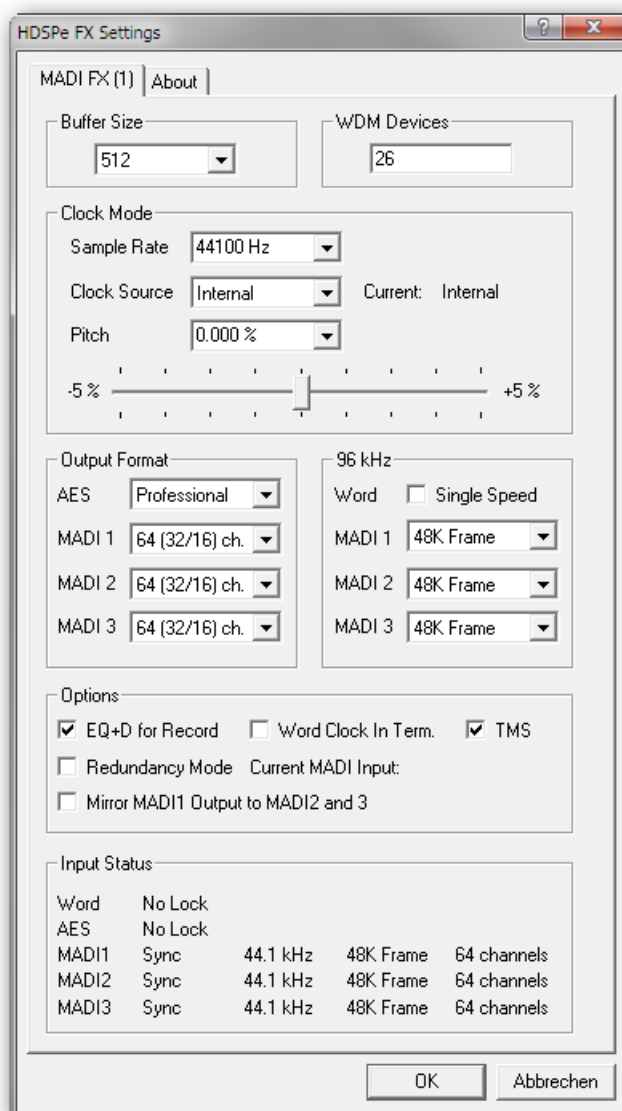 HDSPe FX Settings
MADI FX (1) About
Buffer Size
512
WDM Devices
26
Clock Mode
Sample Rate 44100 Hz
Clock Source Internal Current: Internal
Pitch 0.000 %
-5 % +5 %
Output Format
AES Professional
MADI 1 64 (32/16) ch.
MADI 2 64 (32/16) ch.
MADI 3 64 (32/16) ch.
96 kHz
Word Single Speed
MADI 1 48K Frame
MADI 2 48K Frame
MADI 3 48K Frame
Options
EQ+D for Record Word Clock In Term. TMS
Redundancy Mode Current MADI Input:
Mirror MADI1 Output to MADI2 and 3
Input Status
Word No Lock
AES No Lock
MADI1 Sync 44.1 kHz 48K Frame 64 channels
MADI2 Sync 44.1 kHz 48K Frame 64 channels
MADI3 Sync 44.1 kHz 48K Frame 64 channels
OK Abbrechen